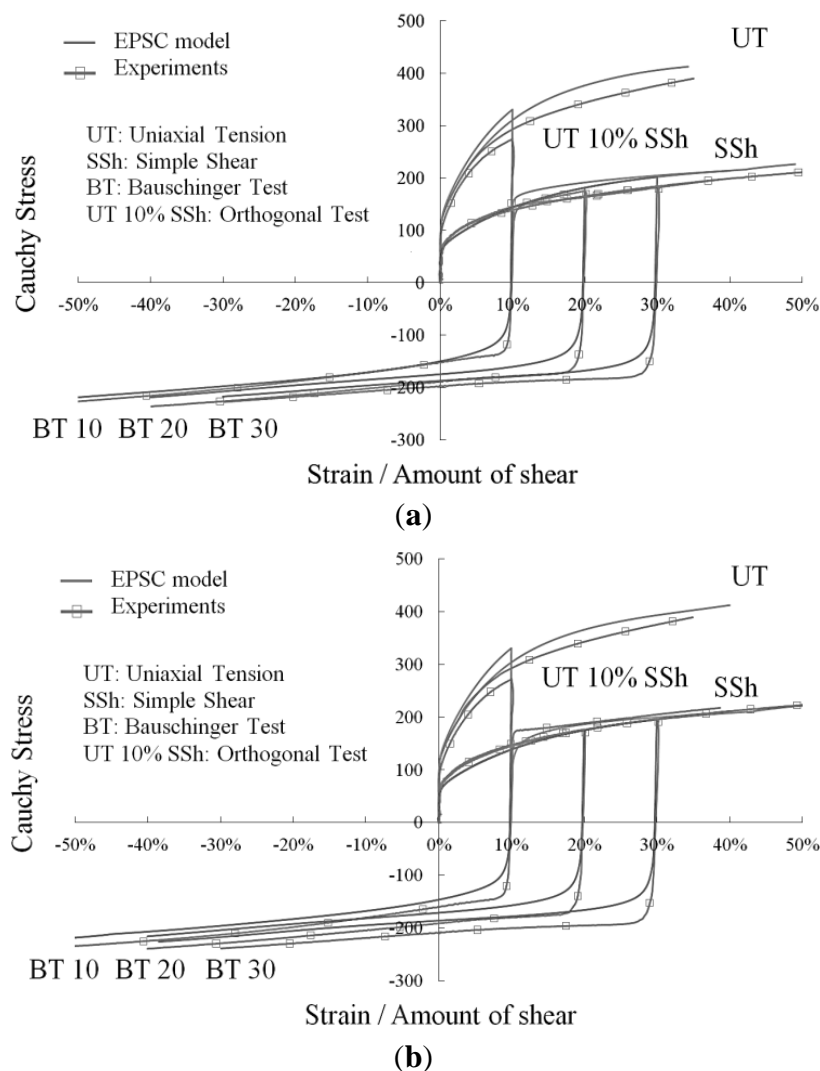 500
UT
EPSC model
Experiments
400
300
UT: Uniaxial Tension
SSh: Simple Shear
BT: Bauschinger Test
UT 10% SSh: Orthogonal Test
UT 10% SSh
SSh
200
100
0
-50% -40% -30% -20% -10% 0% 10% 20% 30% 40% 50%
-100
-200
-300
BT 10 BT 20 BT 30
Cauchy Stress
Strain / Amount of shear
(a)
500
UT
EPSC model
Experiments
400
300
UT: Uniaxial Tension
SSh: Simple Shear
BT: Bauschinger Test
UT 10% SSh: Orthogonal Test
UT 10% SSh
SSh
200
100
0
-50% -40% -30% -20% -10% 0% 10% 20% 30% 40% 50%
-100
-200
BT 10 BT 20 BT 30
-300
Cauchy Stress
Strain / Amount of shear
(b)